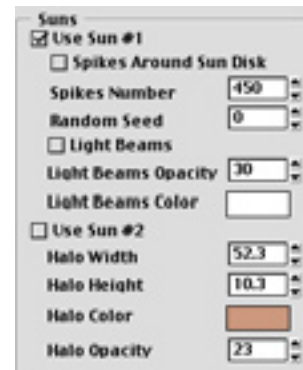 Suns
Use Sun #1
Spikes Around Sun Disk
Spikes Number 450
Random Seed 0
Light Beams
Light Beams Opacity 30
Light Beams Color
Use Sun #2
Halo Width 52.3
Halo Height 10.3
Halo Color
Halo Opacity 23